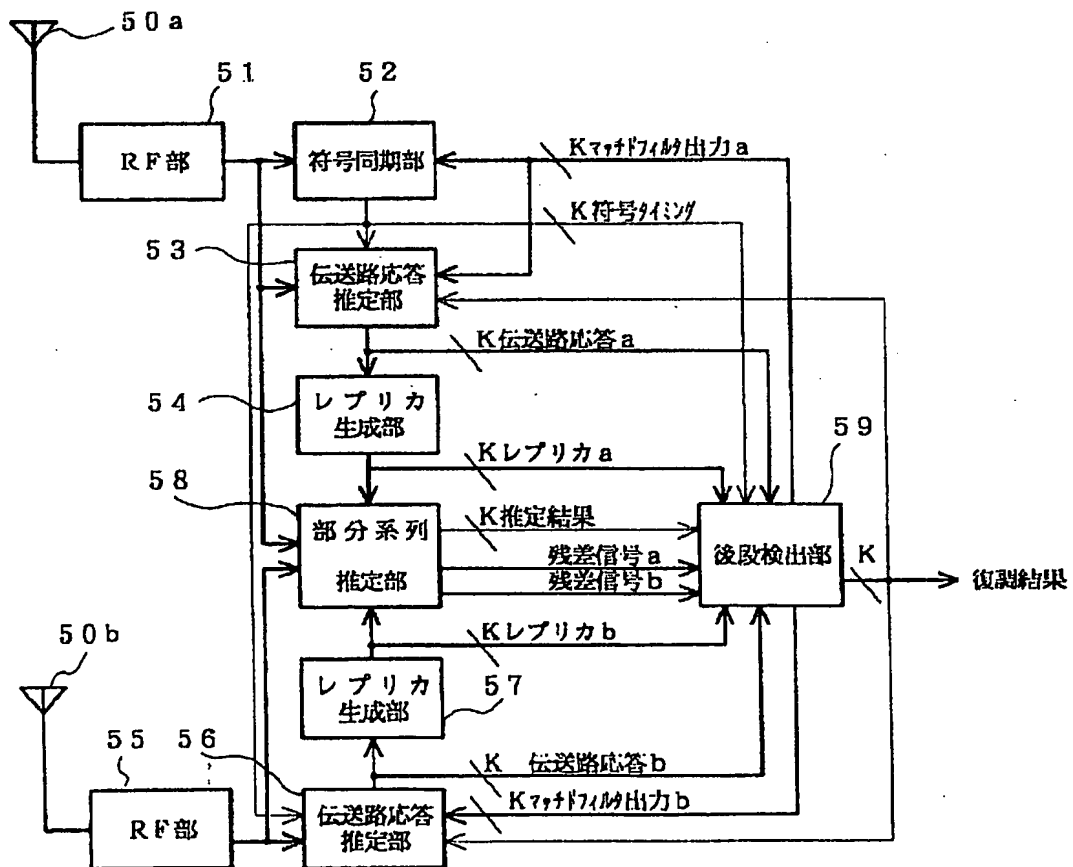 50a
51
52
RF部
符号同期部
Kマッチドフィルタ出力a
K符号タイミング
53
伝送路応答
推定部
K伝送路応答a
54
レプリカ
生成部
59
Kレプリカa
58
部分系列
推定部
K推定結果
残差信号a
残差信号b
後段検出部
K
復調結果
50b
Kレプリカb
レプリカ
生成部
57
55
56
K 伝送路応答b
Kマッチドフィルタ出力b
RF部
伝送路応答
推定部